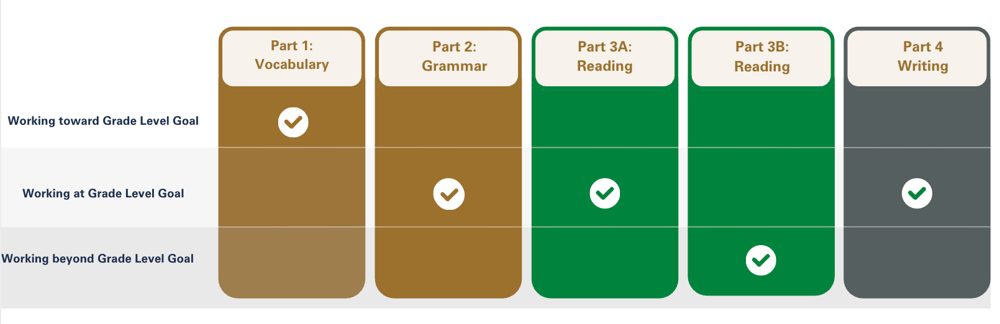 Part 1:
Vocabulary
Part 2:
Grammar
Part 3A:
Reading
Part 3B:
Reading
Part 4
Writing
Working toward Grade Level Goal
Working at Grade Level Goal
Working beyond Grade Level Goal